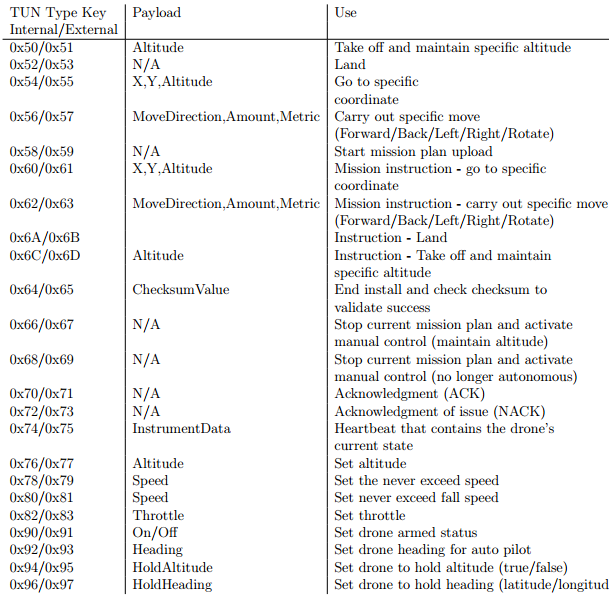 TUN Type Key Payload Use
Internal/External
0x50/0x51 Altitude Take off and maintain specific altitude
0x52/0x53 N/A Land
0x54/0x55 X,Y,Altitude Go to specific
coordinate
0x56/0x57 MoveDirection,Amount,Metric Carry out specific move
(Forward/Back/Left/Right/Rotate)
0x58/0x59 N/A Start mission plan upload
0x60/0x61 X,Y,Altitude Mission instruction - go to specific
coordinate
0x62/0x63 MoveDirection,Amount,Metric Mission instruction - carry out specific move
(Forward/Back/Left/Right/Rotate)
0x6A/0x6B Instruction - Land
0x6C/0x6D Altitude Instruction - Take off and maintain
specific altitude
0x64/0x65 ChecksumValue End install and check checksum to
validate success
0x66/0x67 N/A Stop current mission plan and activate
manual control (maintain altitude)
0x68/0x69 N/A Stop current mission plan and activate
manual control (no longer autonomous)
0x70/0x71 N/A Acknowledgment (ACK)
0x72/0x73 N/A Acknowledgment of issue (NACK)
0x74/0x75 InstrumentData Heartbeat that contains the drone's
current state
0x76/0x77 Altitude Set altitude
0x78/0x79 Speed Set the never exceed speed
0x80/0x81 Speed Set never exceed fall speed
0x82/0x83 Throttle Set throttle
0x90/0x91 On/Off Set drone armed status
0x92/0x93 Heading Set drone heading for auto pilot
0x94/0x95 HoldAltitude Set drone to hold altitude (true/false)
0x96/0x97 HoldHeading Set drone to hold heading (latitude/longitud